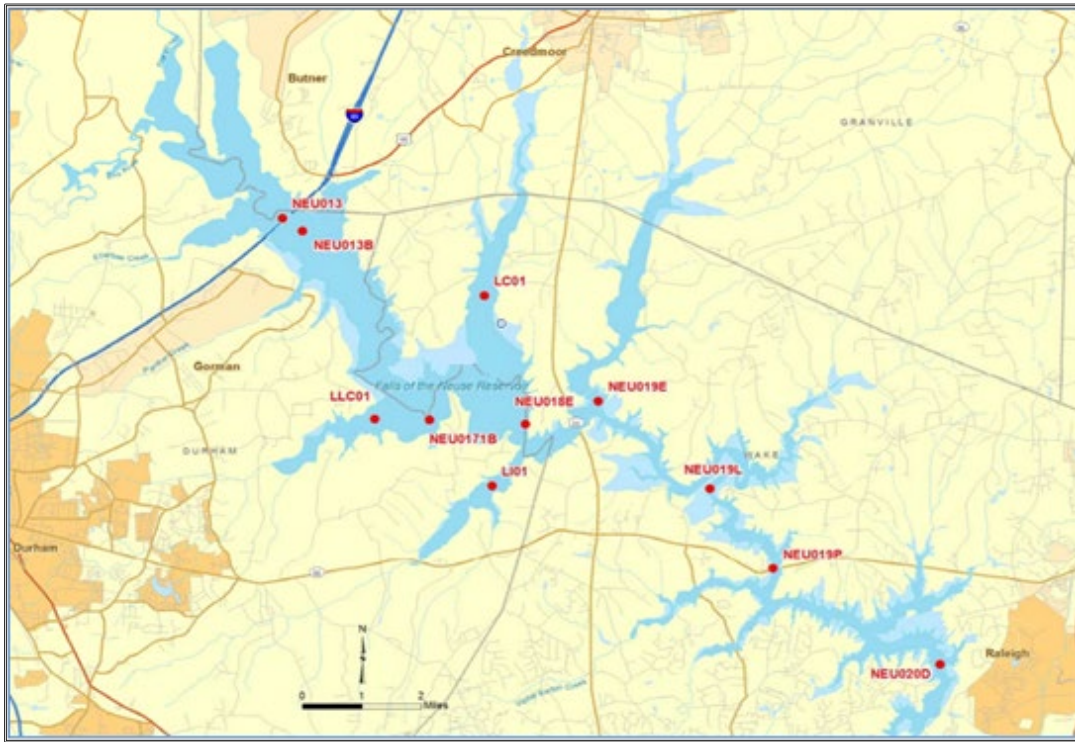 Creedmoor
Butner
GRANVILLE
NEU013
NEU013B
LC01
Gorman
Falls of the Neuse Reservoir
NEU019E
LLC01
NEU018E
NEU0171B
DURHAM
WAKE
LI01
NEU019L
Durham
NEU019P
N
Raleigh
NEU020D
0 1 2
Miles